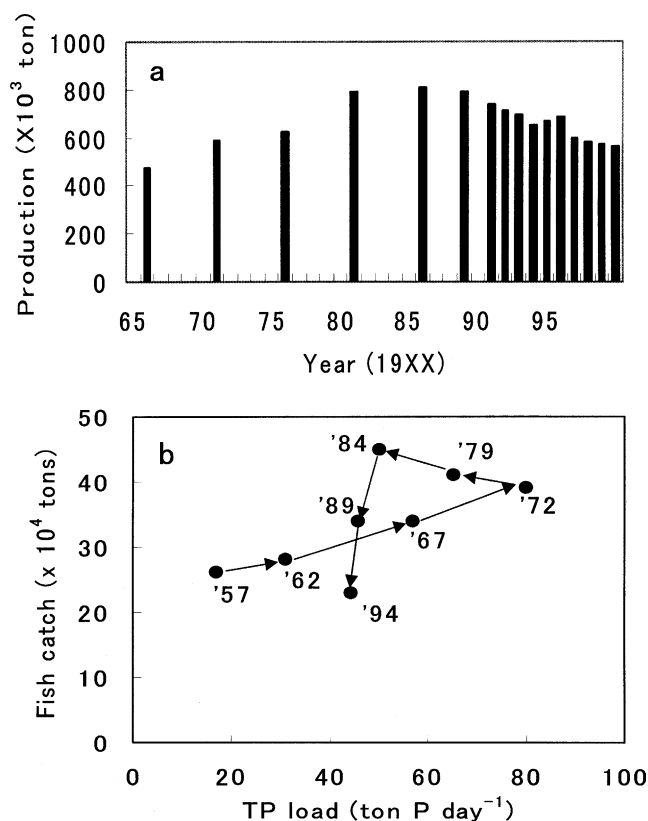 a
Production (X10³ ton)
1000
800
600
400
200
0
65 70 75 80 85 90 95
Year (19XX)
b
Fish catch (x 10⁴ tons)
50
40
30
20
10
0
'84
'79
'72
'89
'67
'57
'62
'94
0 20 40 60 80 100
TP load (ton P day⁻¹)